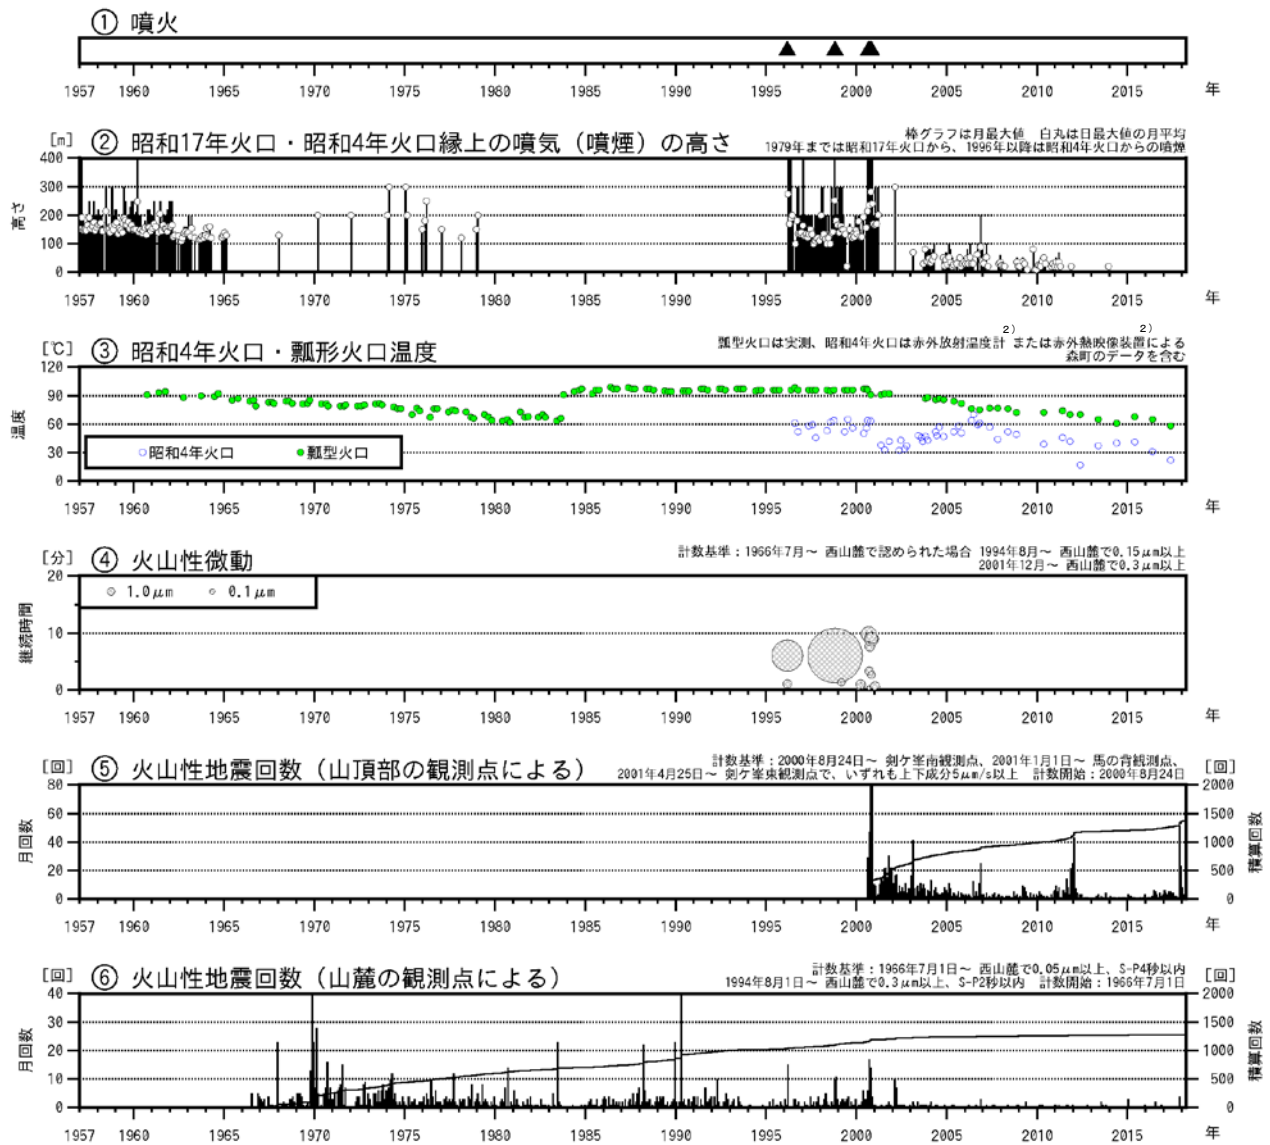 ① 噴火
1957 1960 1965 1970 1975 1980 1985 1990 1995 2000 2005 2010 2015 年
[m] ② 昭和17年火口・昭和4年火口縁上の噴気（噴煙）の高さ
棒グラフは月最大値 白丸は日最大値の月平均
1979年までは昭和17年火口から、1996年以降は昭和4年火口からの噴煙
高さ
400
300
200
100
0
1957 1960 1965 1970 1975 1980 1985 1990 1995 2000 2005 2010 2015 年
[℃] ③ 昭和4年火口・瓢形火口温度
瓢型火口は実測、昭和4年火口は赤外放射温度計2) または赤外熱映像装置2)による
森町のデータを含む
温度
120
90
60
30
0
昭和4年火口 瓢型火口
1957 1960 1965 1970 1975 1980 1985 1990 1995 2000 2005 2010 2015 年
[分] ④ 火山性微動
計数基準：1966年7月～ 西山麓で認められた場合 1994年8月～ 西山麓で0.15μm以上
2001年12月～ 西山麓で0.3μm以上
継続時間
20
10
0
1.0μm 0.1μm
1957 1960 1965 1970 1975 1980 1985 1990 1995 2000 2005 2010 2015 年
[回] ⑤ 火山性地震回数（山頂部の観測点による）
計数基準：2000年8月24日～ 剣ケ峯南観測点、2001年1月1日～ 馬の背観測点、
2001年4月25日～ 剣ケ峯東観測点で、いずれも上下成分5μm/s以上 計数開始：2000年8月24日
[回]
月回数
80
60
40
20
0
2000
1500
1000
500
0
積算回数
1957 1960 1965 1970 1975 1980 1985 1990 1995 2000 2005 2010 2015 年
[回] ⑥ 火山性地震回数（山麓の観測点による）
計数基準：1966年7月1日～ 西山麓で0.05μm以上、S-P4秒以内
1994年8月1日～ 西山麓で0.3μm以上、S-P2秒以内 計数開始：1966年7月1日
[回]
月回数
40
30
20
10
0
2000
1500
1000
500
0
積算回数
1957 1960 1965 1970 1975 1980 1985 1990 1995 2000 2005 2010 2015 年